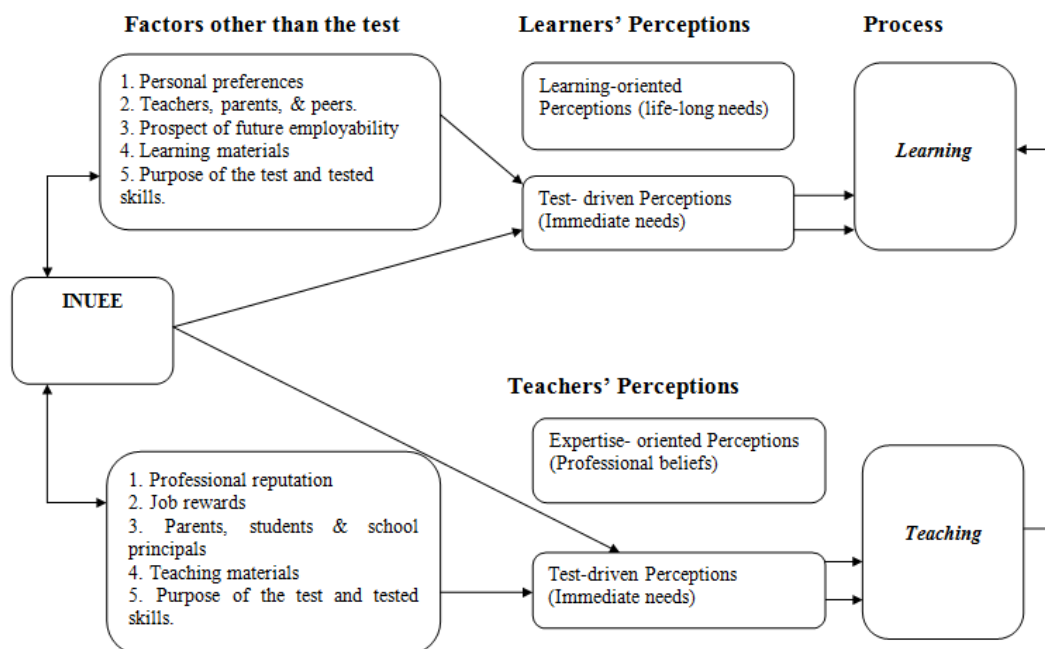 Factors other than the test
Learners’ Perceptions
Process
1. Personal preferences
2. Teachers, parents, & peers.
3. Prospect of future employability
4. Learning materials
5. Purpose of the test and tested
skills.
Learning-oriented
Perceptions (life-long needs)
Test- driven Perceptions
(Immediate needs)
Learning
INUEE
Teachers’ Perceptions
1. Professional reputation
2. Job rewards
3. Parents, students & school
principals
4. Teaching materials
5. Purpose of the test and tested
skills.
Expertise- oriented Perceptions
(Professional beliefs)
Test-driven Perceptions
(Immediate needs)
Teaching